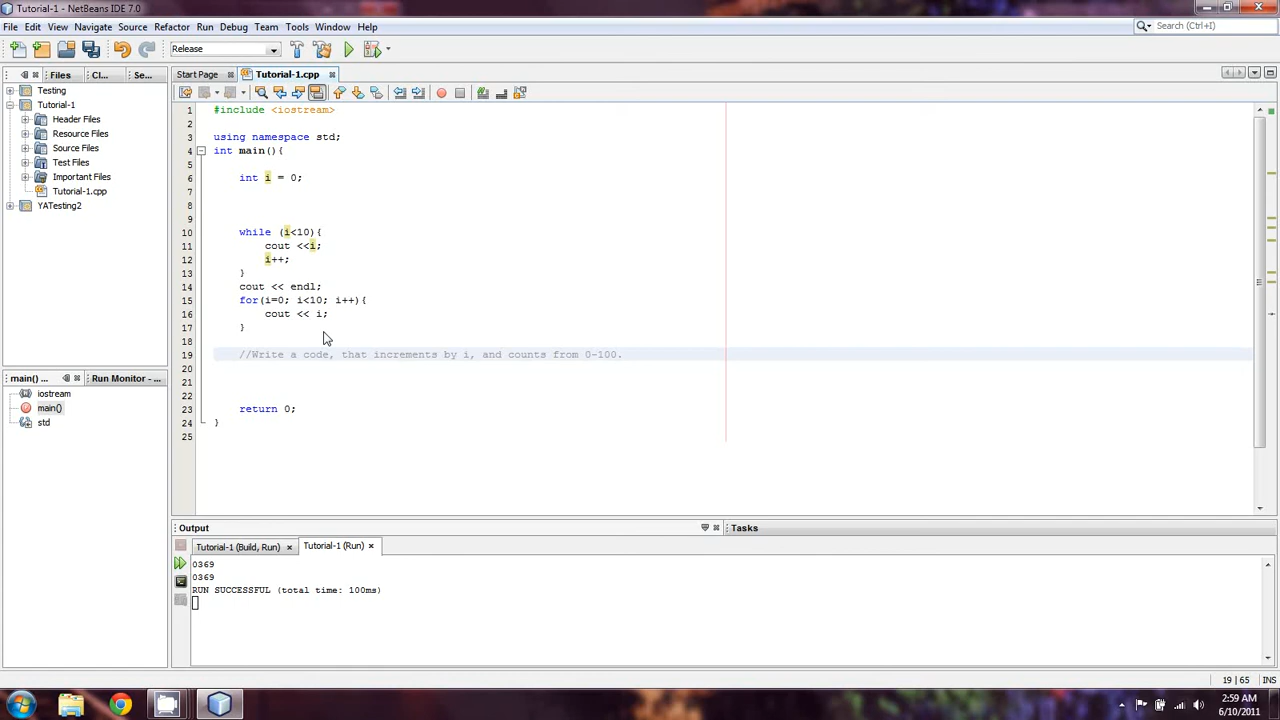 Tutorial-1 - NetBeans IDE 7.0
File Edit View Navigate Source Refactor Run Debug Team Tools Window Help
Search (Ctrl+I)
Release
Files Cl... Se...
Start Page Tutorial-1.cpp
Testing
Tutorial-1
Header Files
Resource Files
Source Files
Test Files
Important Files
Tutorial-1.cpp
YATesting2
1 #include <iostream>
2
3 using namespace std;
4 int main(){
5
6 int i = 0;
7
8
9
10 while (i<10){
11 cout <<i;
12 i++;
13 }
14 cout << endl;
15 for(i=0; i<10; i++){
16 cout << i;
17 }
18
19 //Write a code, that increments by i, and counts from 0-100.
20
21
22
23 return 0;
24 }
25
main() ... Run Monitor - ...
iostream
main()
std
Output
Tasks
Tutorial-1 (Build, Run) Tutorial-1 (Run)
0369
0369
RUN SUCCESSFUL (total time: 100ms)
19 | 65 INS
2:59 AM
6/10/2011